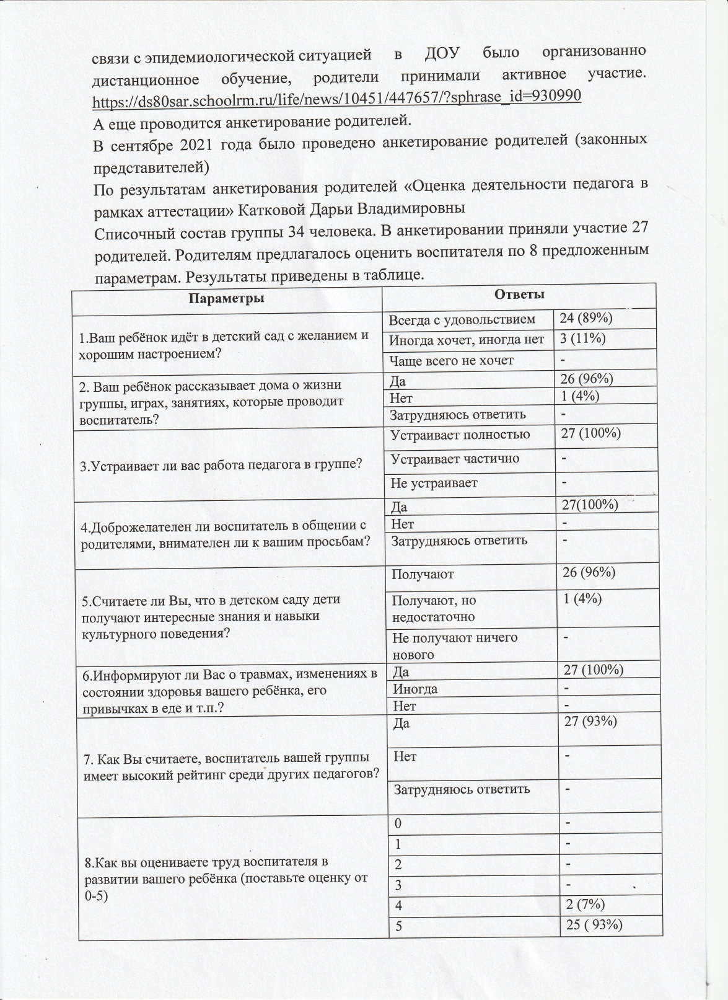 связи с эпидемиологической ситуацией в ДОУ было организованно
дистанционное обучение, родители принимали активное участие.
https://ds80sar.schoolrm.ru/life/news/10451/447657/?sphrase_id=930990
А еще проводится анкетирование родителей.
В сентябре 2021 года было проведено анкетирование родителей (законных
представителей)
По результатам анкетирования родителей «Оценка деятельности педагога в
рамках аттестации» Катковой Дарьи Владимировны
Списочный состав группы 34 человека. В анкетировании приняли участие 27
родителей. Родителям предлагалось оценить воспитателя по 8 предложенным
параметрам. Результаты приведены в таблице.
Параметры Ответы
1.Ваш ребёнок идёт в детский сад с желанием и
хорошим настроением?
Всегда с удовольствием 24 (89%)
Иногда хочет, иногда нет 3 (11%)
Чаще всего не хочет -
2. Ваш ребёнок рассказывает дома о жизни
группы, играх, занятиях, которые проводит
воспитатель?
Да 26 (96%)
Нет 1 (4%)
Затрудняюсь ответить -
3.Устраивает ли вас работа педагога в группе?
Устраивает полностью 27 (100%)
Устраивает частично -
Не устраивает -
4.Доброжелателен ли воспитатель в общении с
родителями, внимателен ли к вашим просьбам?
Да 27(100%)
Нет -
Затрудняюсь ответить -
5.Считаете ли Вы, что в детском саду дети
получают интересные знания и навыки
культурного поведения?
Получают 26 (96%)
Получают, но 1 (4%)
недостаточно
Не получают ничего -
нового
6.Информируют ли Вас о травмах, изменениях в
состоянии здоровья вашего ребёнка, его
привычках в еде и т.п.?
Да 27 (100%)
Иногда -
Нет -
7. Как Вы считаете, воспитатель вашей группы
имеет высокий рейтинг среди других педагогов?
Да 27 (93%)
Нет -
Затрудняюсь ответить -
8.Как вы оцениваете труд воспитателя в
развитии вашего ребёнка (поставьте оценку от
0-5)
0 -
1 -
2 -
3 -
4 2 (7%)
5 25 ( 93%)